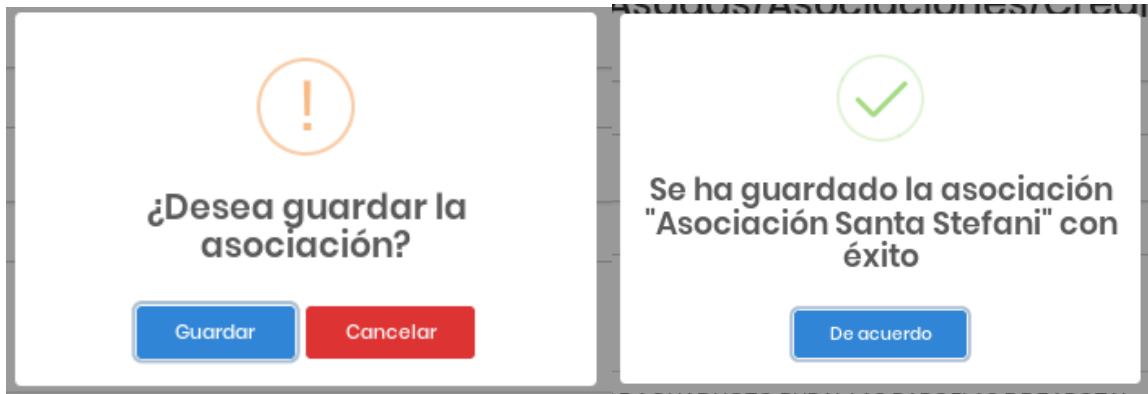 ¿Desea guardar la
asociación?
Guardar Cancelar
Se ha guardado la asociación
"Asociación Santa Stefani" con
éxito
De acuerdo